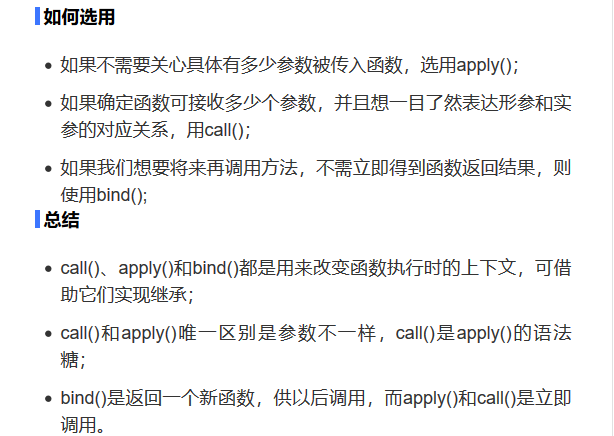 如何选用
如果不需要关心具体有多少参数被传入函数，选用apply()；
如果确定函数可接收多少个参数，并且想一目了然表达形参和实
参的对应关系，用call()；
如果我们想要将来再调用方法，不需立即得到函数返回结果，则
使用bind();
总结
call()、apply()和bind()都是用来改变函数执行时的上下文，可借
助它们实现继承；
call()和apply()唯一区别是参数不一样，call()是apply()的语法
糖；
bind()是返回一个新函数，供以后调用，而apply()和call()是立即
调用。